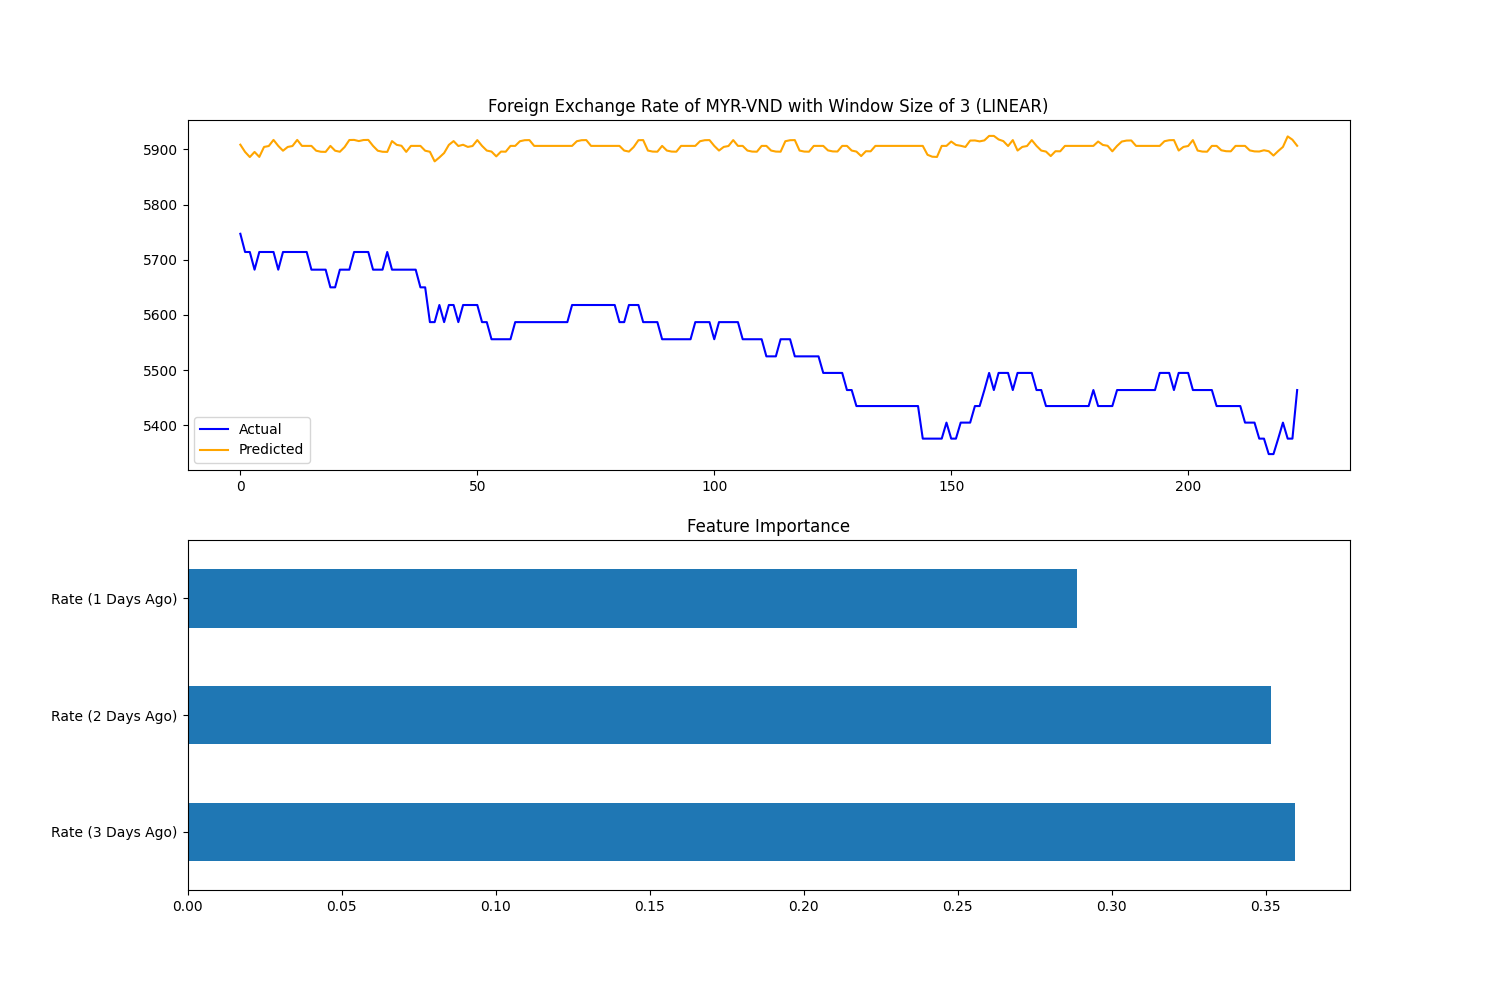 Foreign Exchange Rate of MYR-VND with Window Size of 3 (LINEAR)
5900
5800
5700
5600
5500
5400
Actual
Predicted
0 50 100 150 200
Feature Importance
Rate (1 Days Ago)
Rate (2 Days Ago)
Rate (3 Days Ago)
0.00 0.05 0.10 0.15 0.20 0.25 0.30 0.35